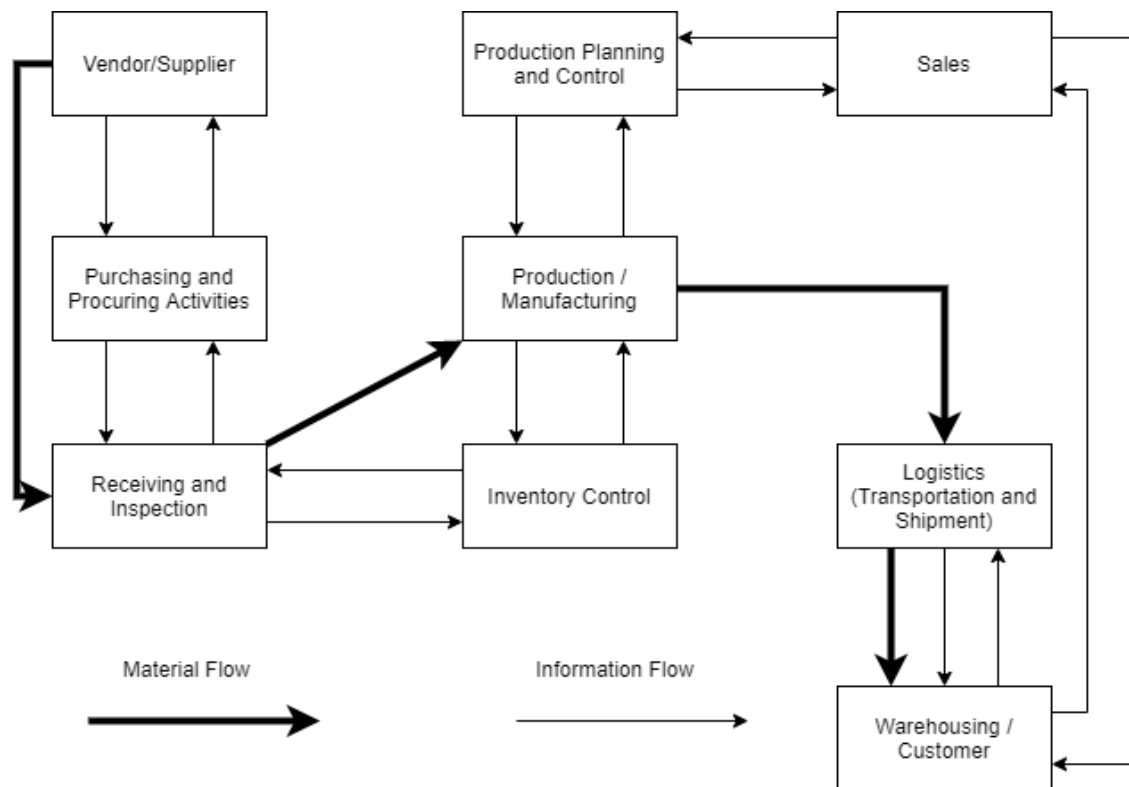 Vendor/Supplier
Production Planning
and Control
Sales
Purchasing and
Procuring Activities
Production /
Manufacturing
Receiving and
Inspection
Inventory Control
Logistics
(Transportation and
Shipment)
Material Flow
Information Flow
Warehousing /
Customer